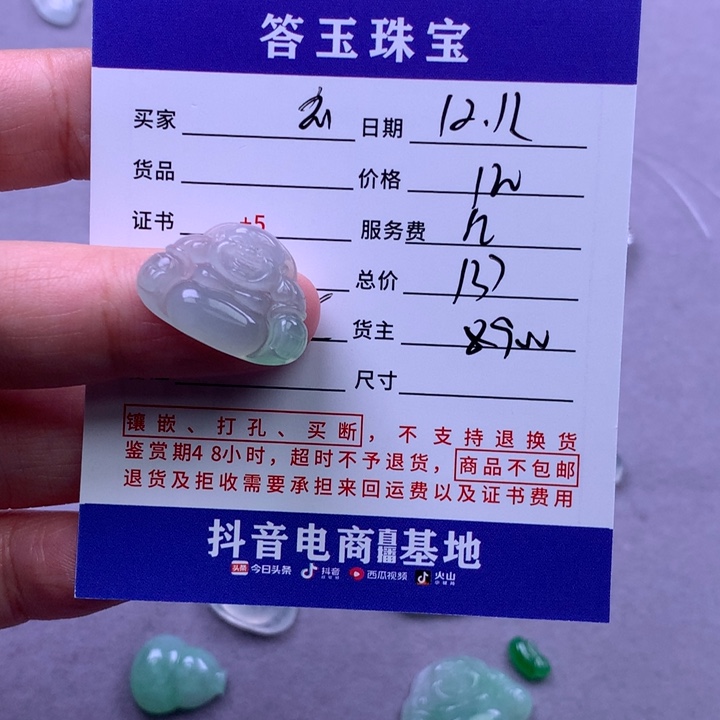 答玉珠宝
买家 日期 12.12
货品 价格
证书 +5 服务费 12
总价 137
货主
尺寸
镶嵌、打孔、买断，不支持退换货
鉴赏期48小时，超时不予退货，商品不包邮
退货及拒收需要承担来回运费以及证书费用
抖音电商直播基地
头条 今日头条 抖音 西瓜视频 火山